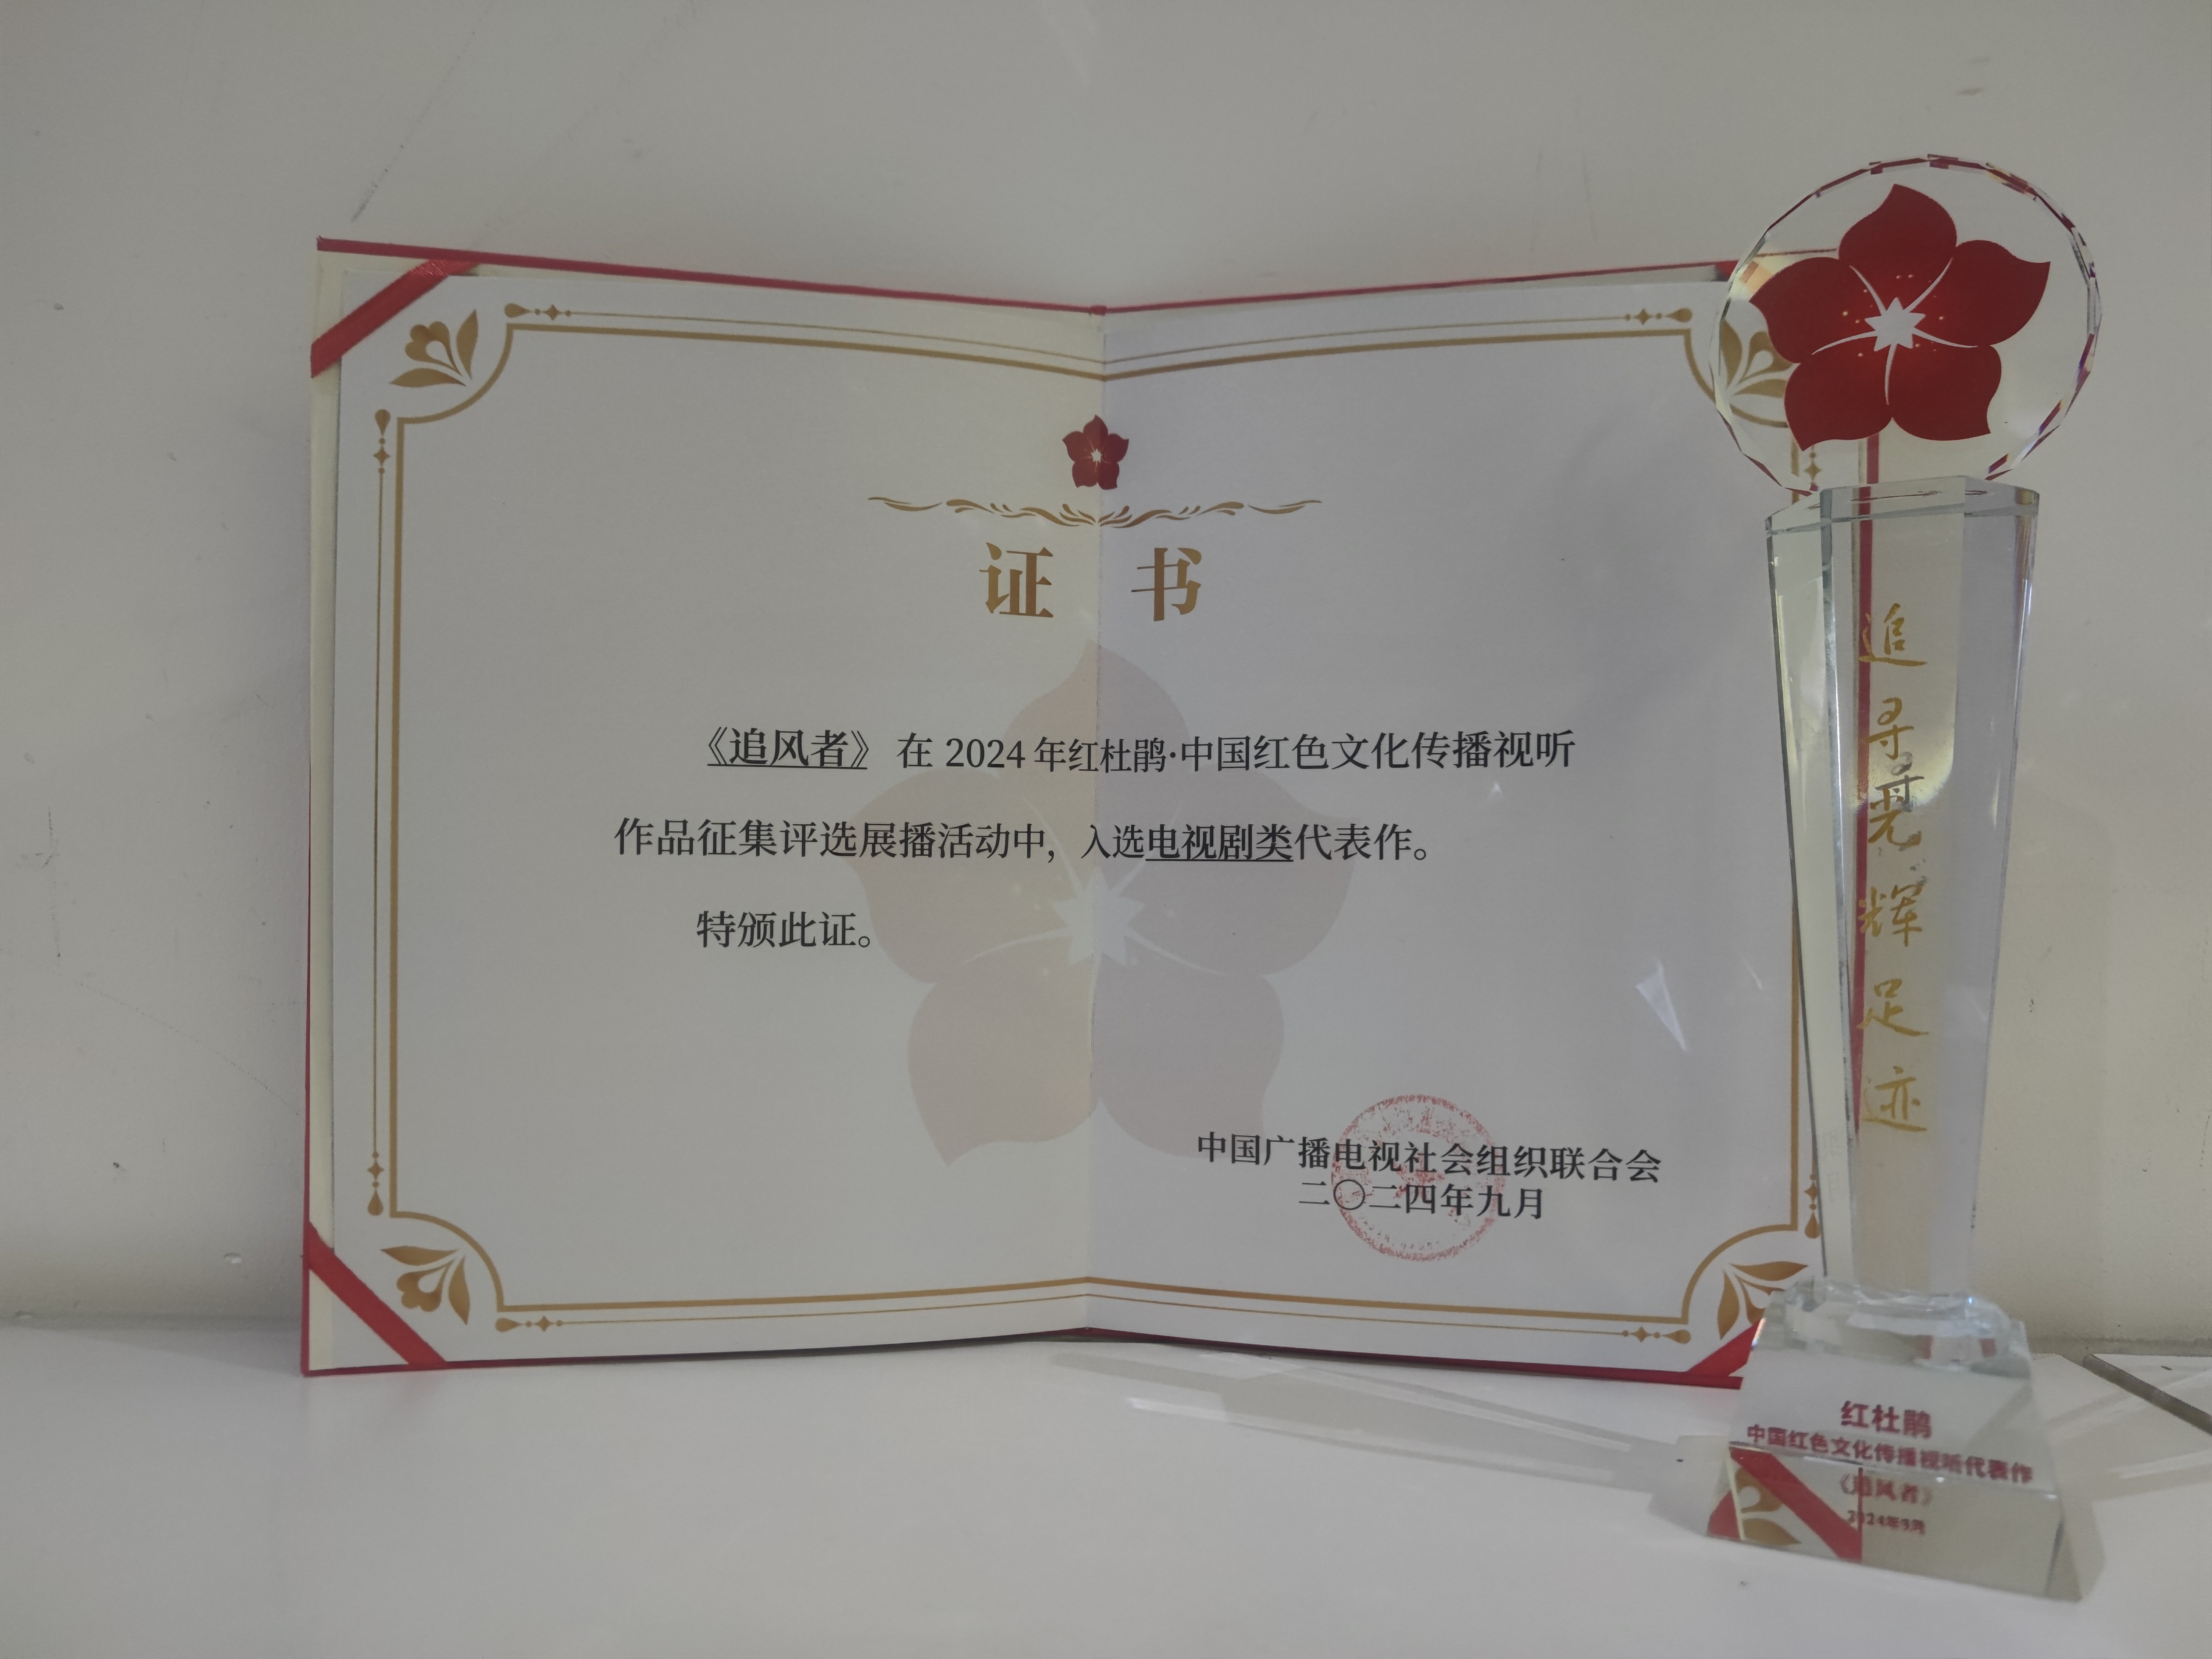 证 书
《追风者》 在 2024 年红杜鹃·中国红色文化传播视听
作品征集评选展播活动中，入选电视剧类代表作。
特颁此证。
中国广播电视社会组织联合会
二〇二四年九月
追寻光辉足迹
红杜鹃
中国红色文化传播视听代表作
《追风者》
2024年9月